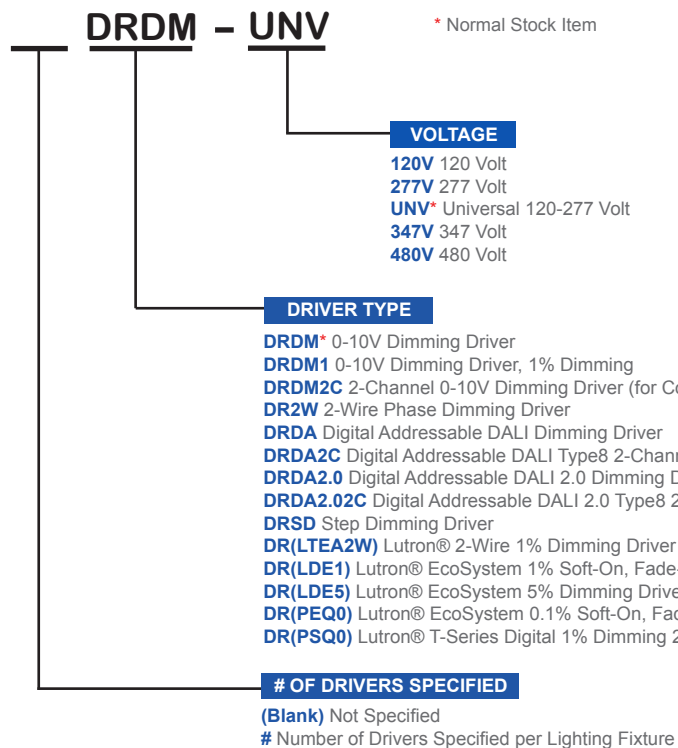 DRDM – UNV
* Normal Stock Item
VOLTAGE
120V 120 Volt
277V 277 Volt
UNV* Universal 120-277 Volt
347V 347 Volt
480V 480 Volt
DRIVER TYPE
DRDM* 0-10V Dimming Driver
DRDM1 0-10V Dimming Driver, 1% Dimming
DRDM2C 2-Channel 0-10V Dimming Driver (for
DR2W 2-Wire Phase Dimming Driver
DRDA Digital Addressable DALI Dimming Driver
DRDA2C Digital Addressable DALI Type8
DRDA2.0 Digital Addressable DALI 2.0 Dimming
DRDA2.02C Digital Addressable DALI 2.0 Type8
DRSD Step Dimming Driver
DR(LTEA2W) Lutron® 2-Wire 1% Dimming Driver
DR(LDE1) Lutron® EcoSystem 1% Soft-On,
DR(LDE5) Lutron® EcoSystem 5% Dimming
DR(PEQ0) Lutron® EcoSystem 0.1% Soft-On,
DR(PSQ0) Lutron® T-Series Digital 1% Dimming
# OF DRIVERS SPECIFIED
(Blank) Not Specified
# Number of Drivers Specified per Lighting Fixture